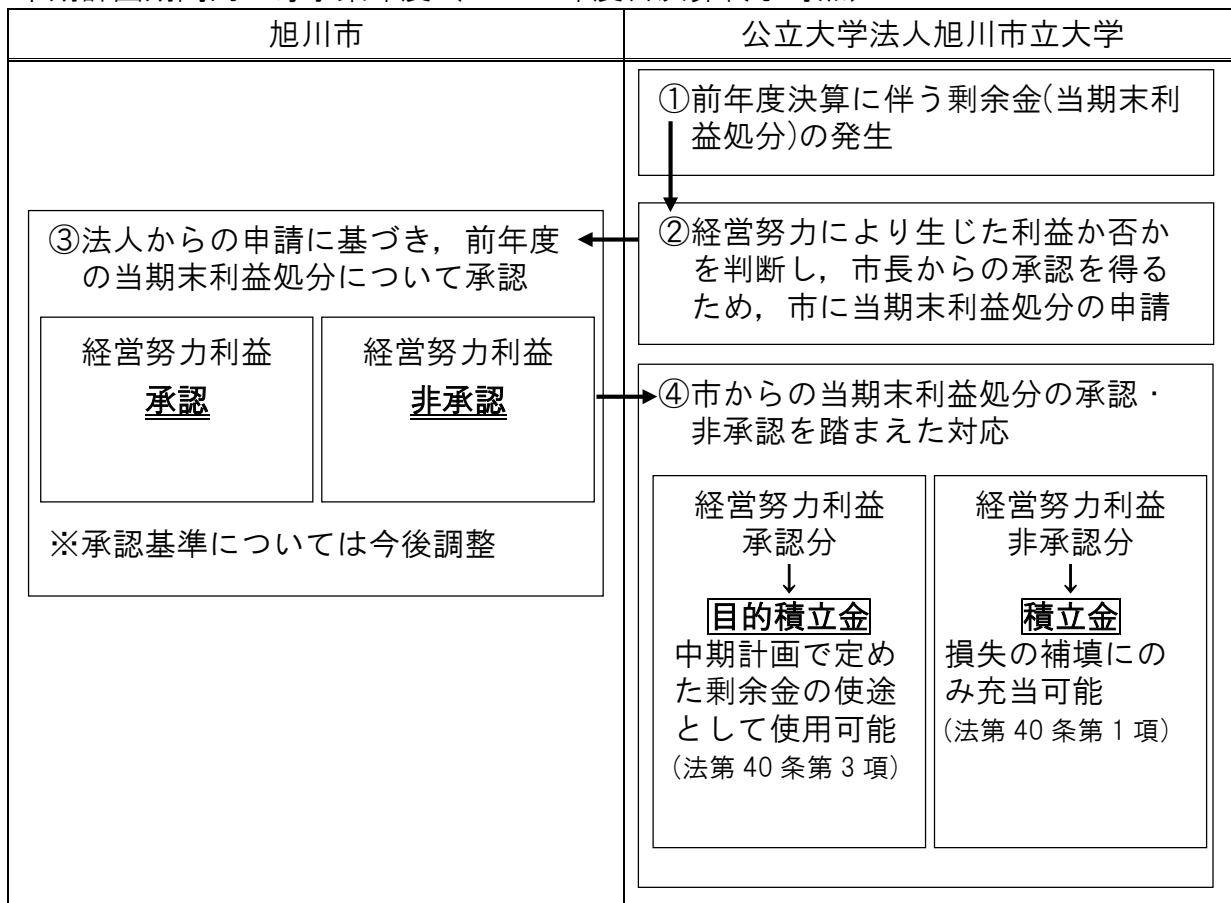 旭川市
公立大学法人旭川市立大学
①前年度決算に伴う剰余金(当期末利
益処分)の発生
②経営努力により生じた利益か否か
を判断し，市長からの承認を得る
ため，市に当期末利益処分の申請
③法人からの申請に基づき，前年度
の当期末利益処分について承認
経営努力利益
承認
経営努力利益
非承認
※承認基準については今後調整
④市からの当期末利益処分の承認・
非承認を踏まえた対応
経営努力利益
承認分
↓
目的積立金
中期計画で定め
た剰余金の使途
として使用可能
(法第 40 条第 3 項)
経営努力利益
非承認分
↓
積立金
損失の補填にの
み充当可能
(法第 40 条第 1 項)